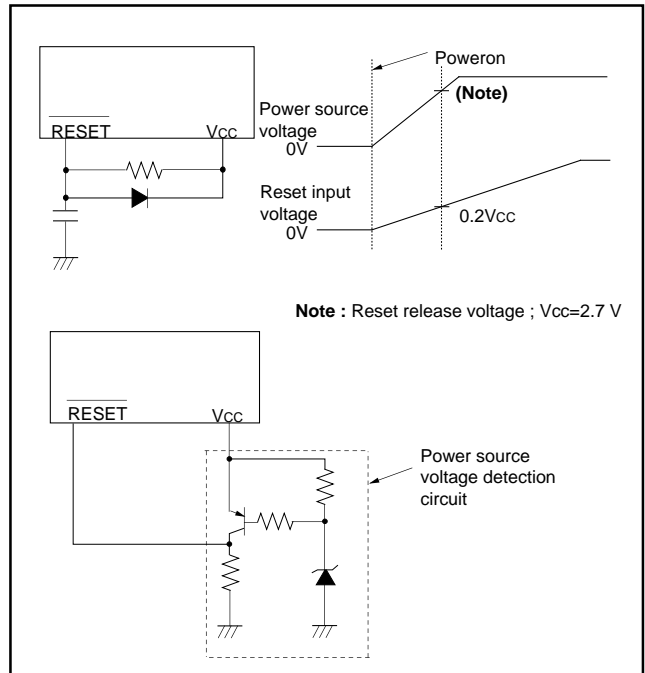 Poweron
(Note)
RESET
VCC
Power source
voltage
0V
Reset input
voltage
0V
0.2VCC
Note : Reset release voltage ; Vcc=2.7 V
RESET
VCC
Power source
voltage detection
circuit